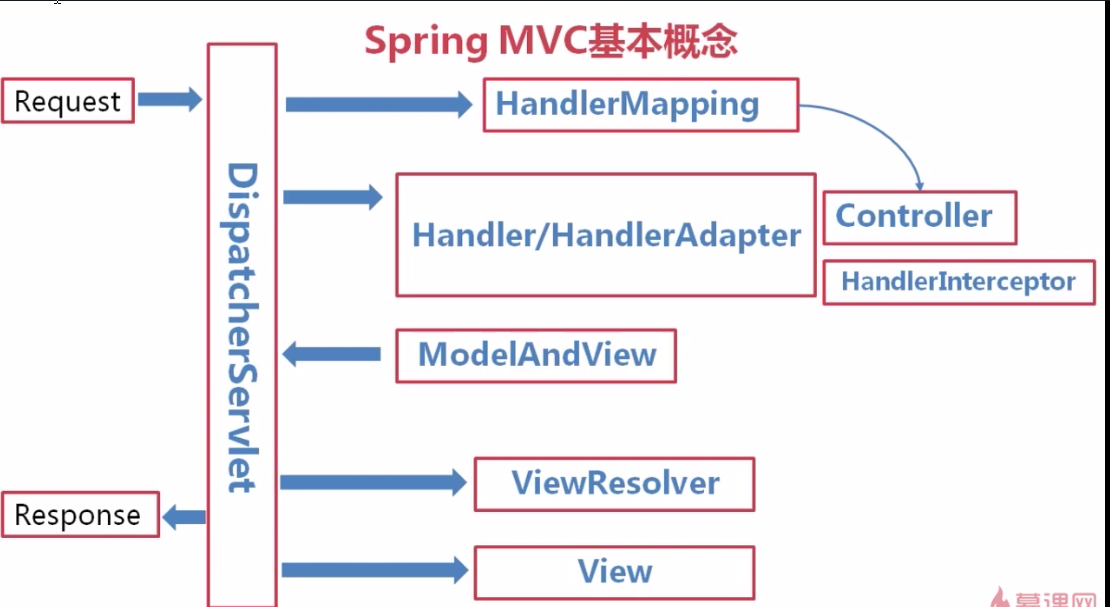 Spring MVC基本概念
Request
HandlerMapping
DispatcherServlet
Controller
Handler/HandlerAdapter
HandlerInterceptor
ModelAndView
ViewResolver
Response
View
慕课网